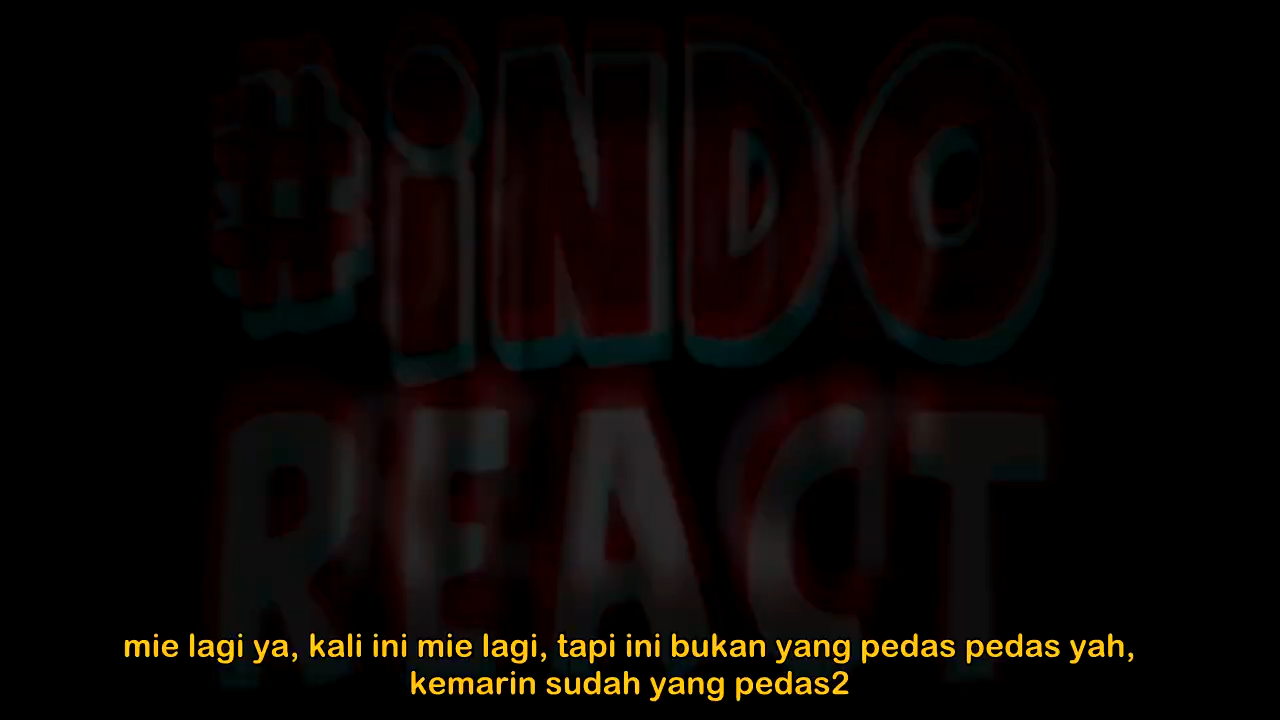 #iNDO
REACT
mie lagi ya, kali ini mie lagi, tapi ini bukan yang pedas pedas yah,
kemarin sudah yang pedas2